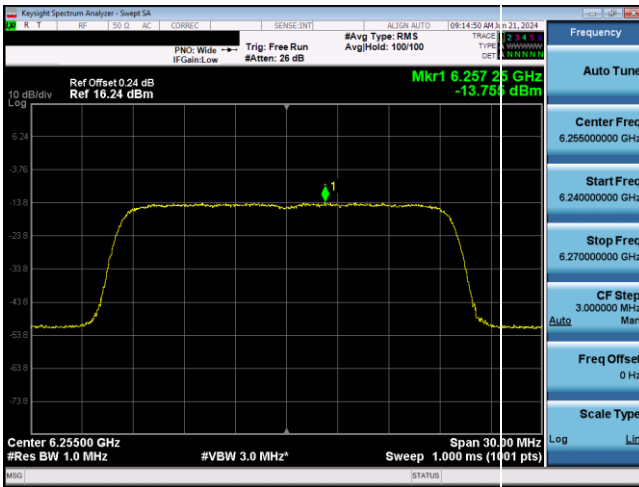 Keysight Spectrum Analyzer - Swept SA
R T RF 50 Ω AC CORREC SENSE:INT ALIGN AUTO 09:14:50 AM Jun 21, 2024
Frequency
PNO: Wide
IFGain:Low
Trig: Free Run
#Atten: 26 dB
#Avg Type: RMS
Avg|Hold: 100/100
TRACE 1 2 3 4 5 6
TYPE
DET A N N N N N
Auto Tune
Ref Offset 0.24 dB
10 dB/div Ref 16.24 dBm
Log
Mkr1 6.257 25 GHz
-13.755 dBm
Center Freq
6.255000000 GHz
Start Freq
6.240000000 GHz
Stop Freq
6.270000000 GHz
CF Step
3.000000 MHz
Auto Man
Freq Offset
0 Hz
Scale Type
Log Lin
6.24
-3.76
-13.8
-23.8
-33.8
-43.8
-53.8
-63.8
-73.8
1
Center 6.25500 GHz Span 30.00 MHz
#Res BW 1.0 MHz #VBW 3.0 MHz* Sweep 1.000 ms (1001 pts)
MSG STATUS